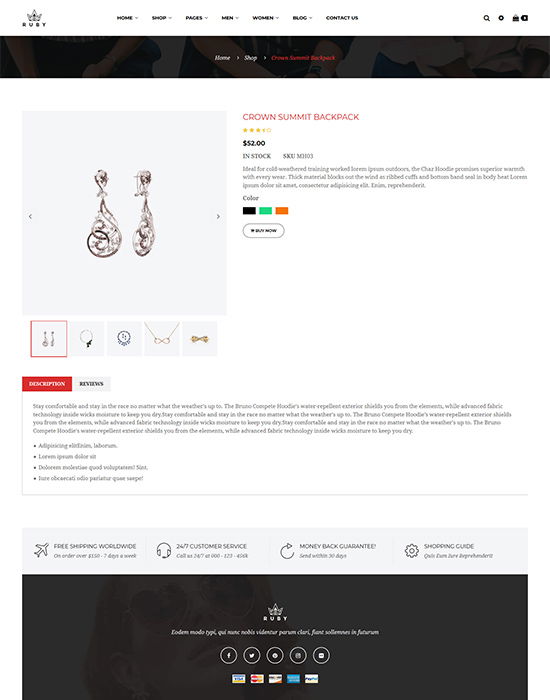 RUBY
HOME SHOP PAGES MEN WOMEN BLOG CONTACT US
Home Shop Crown Summit Backpack
CROWN SUMMIT BACKPACK
$52.00
IN STOCK SKU MH03
Ideal for cold-weathered training worked lorem ipsum outdoors, the Chaz Hoodie promises superior warmth
with every wear. Thick material blocks out the wind as ribbed cuffs and bottom band seal in body heat Lorem
ipsum dolor sit amet, consectetur adipisicing elit. Enim, reprehenderit.
Color
BUY NOW
DESCRIPTION REVIEWS
Stay comfortable and stay in the race no matter what the weather's up to. The Bruno Compete Hoodie's water-repellent exterior shields you from the elements, while advanced fabric
technology inside wicks moisture to keep you dry.Stay comfortable and stay in the race no matter what the weather's up to. The Bruno Compete Hoodie's water-repellent exterior shields
you from the elements, while advanced fabric technology inside wicks moisture to keep you dry.Stay comfortable and stay in the race no matter what the weather's up to. The Bruno
Compete Hoodie's water-repellent exterior shields you from the elements, while advanced fabric technology inside wicks moisture to keep you dry.
Adipisicing elitEnim, laborum.
Lorem ipsum dolor sit
Dolorem molestiae quod voluptatem! Sint.
Iure obcaecati odio pariatur quae saepe!
FREE SHIPPING WORLDWIDE
On order over $150 - 7 days a week
24/7 CUSTOMER SERVICE
Call us 24/7 at 000 - 123 - 456k
MONEY BACK GUARANTEE!
Send within 30 days
SHOPPING GUIDE
Quis Eum Iure Reprehenderit
RUBY
Eodem modo typi, qui nunc nobis videntur parum clari, fiant sollemnes in futurum
VISA
PayPal